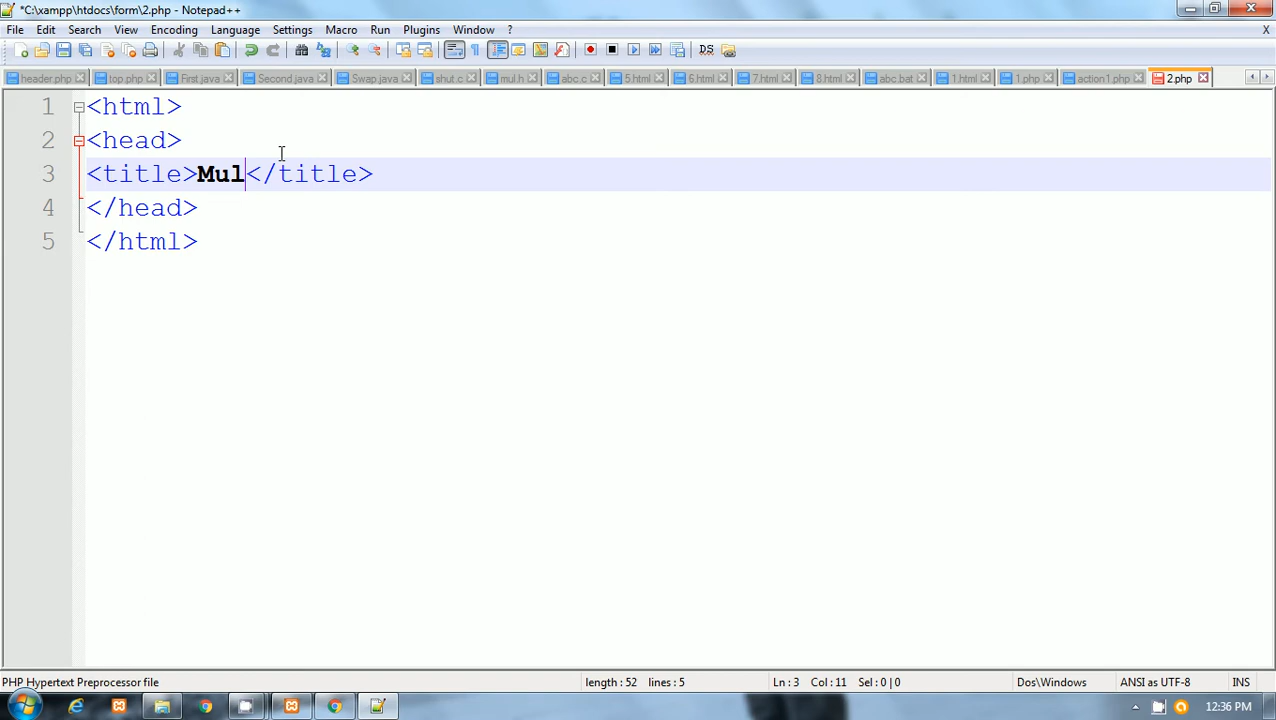 *C:\xampp\htdocs\form\2.php - Notepad++
File Edit Search View Encoding Language Settings Macro Run Plugins Window ? X
header.php top.php First.java Second.java Swap.java shut.c mul.h abc.c 5.html 6.html 7.html 8.html abc.bat 1.html 1.php action1.php 2.php
1 <html>
2 <head>
3 <title>Mul</title>
4 </head>
5 </html>
PHP Hypertext Preprocessor file length : 52 lines : 5 Ln : 3 Col : 11 Sel : 0 | 0 Dos\Windows ANSI as UTF-8 INS
12:36 PM